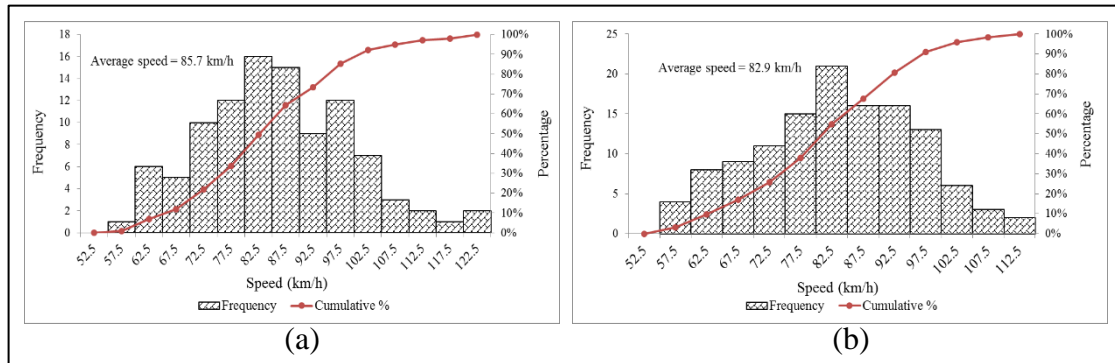 18
16
14
12
10
8
6
4
2
0
100%
90%
80%
70%
60%
50%
40%
30%
20%
10%
0%
Average speed = 85.7 km/h
Frequency
Percentage
52.5 57.5 62.5 67.5 72.5 77.5 82.5 87.5 92.5 97.5 102.5 107.5 112.5 117.5 122.5
Speed (km/h)
Frequency Cumulative %
(a)
25
20
15
10
5
0
100%
90%
80%
70%
60%
50%
40%
30%
20%
10%
0%
Average speed = 82.9 km/h
Frequency
Percentage
52.5 57.5 62.5 67.5 72.5 77.5 82.5 87.5 92.5 97.5 102.5 107.5 112.5
Speed (km/h)
Frequency Cumulative %
(b)